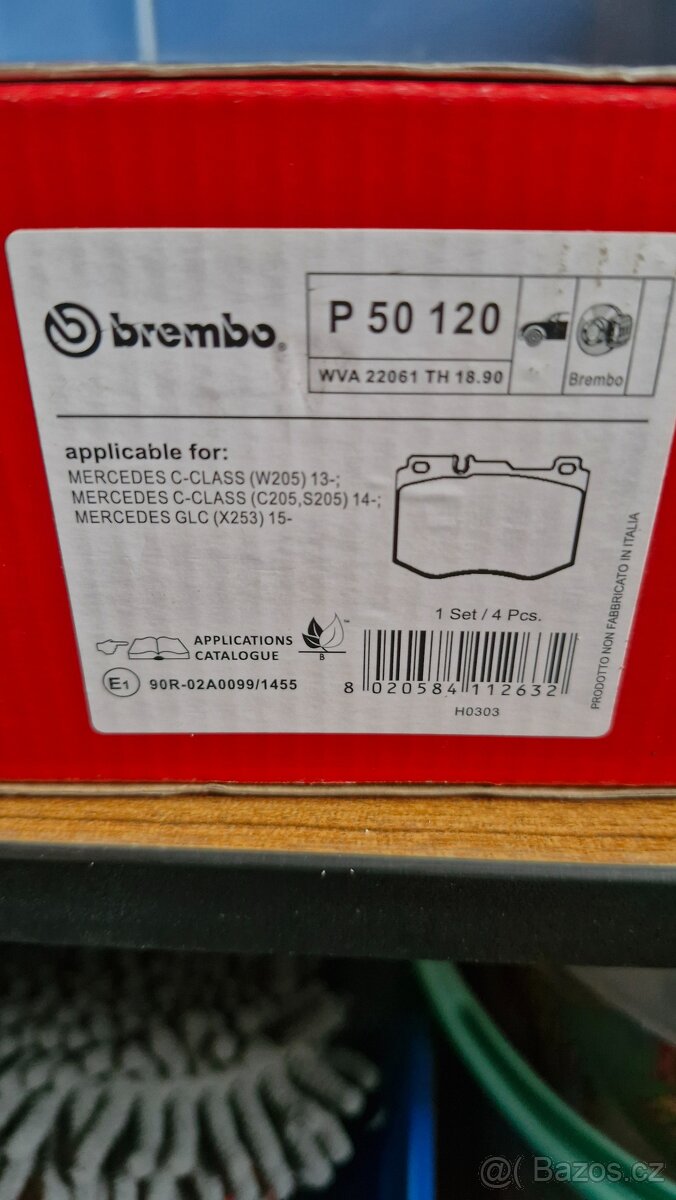 brembo®
P 50 120
WVA 22061 TH 18.90
Brembo
applicable for:
MERCEDES C-CLASS (W205) 13-;
MERCEDES C-CLASS (C205,S205) 14-;
MERCEDES GLC (X253) 15-
1 Set / 4 Pcs.
APPLICATIONS
CATALOGUE
B
E1 90R-02A0099/1455
8 020584 112632
H0303
PRODOTTO NON FABBRICATO IN ITALIA
@( Bazos.cz